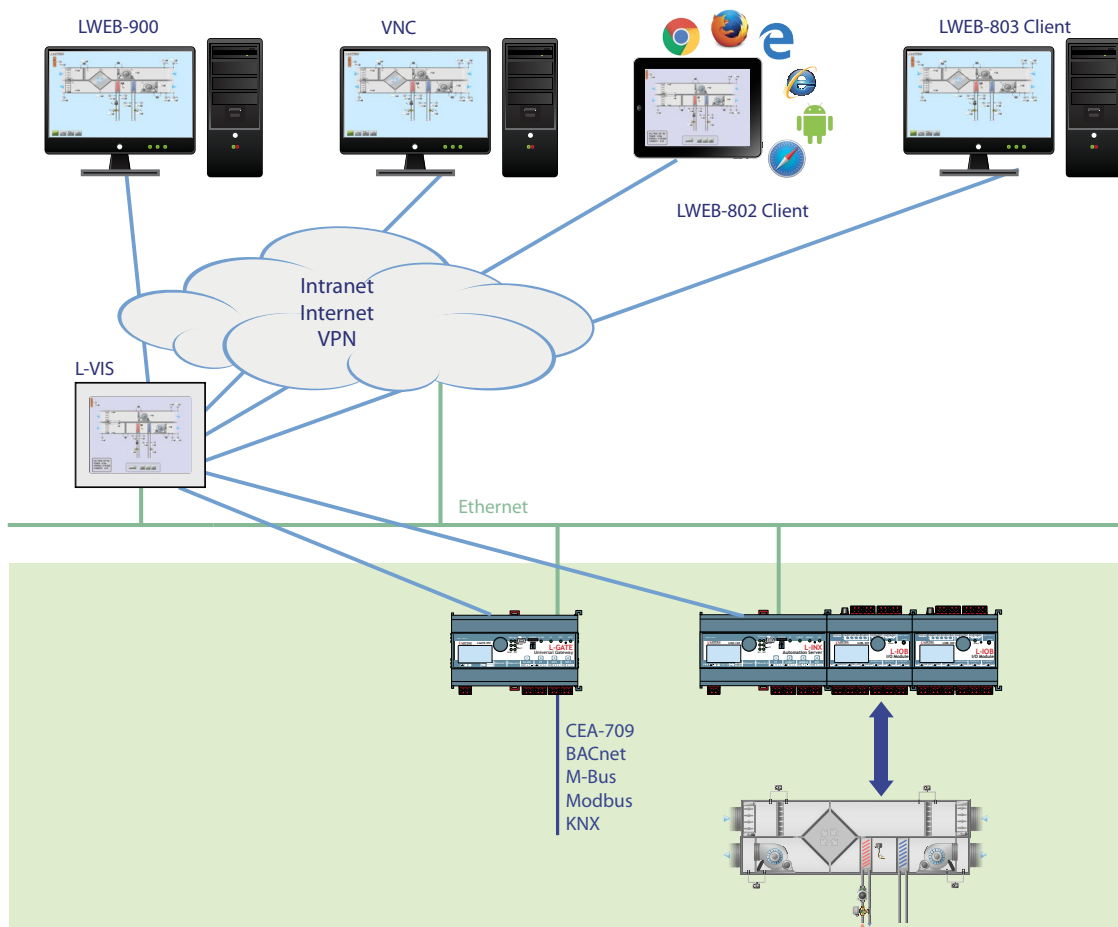 LWEB-900
VNC
LWEB-803 Client
LWEB-802 Client
Intranet
Internet
VPN
L-VIS
Ethernet
L-GATE
Universal Gateway
L-INX
Automation Server
L-IOB
I/O Module
L-IOB
I/O Module
CEA-709
BACnet
M-Bus
Modbus
KNX